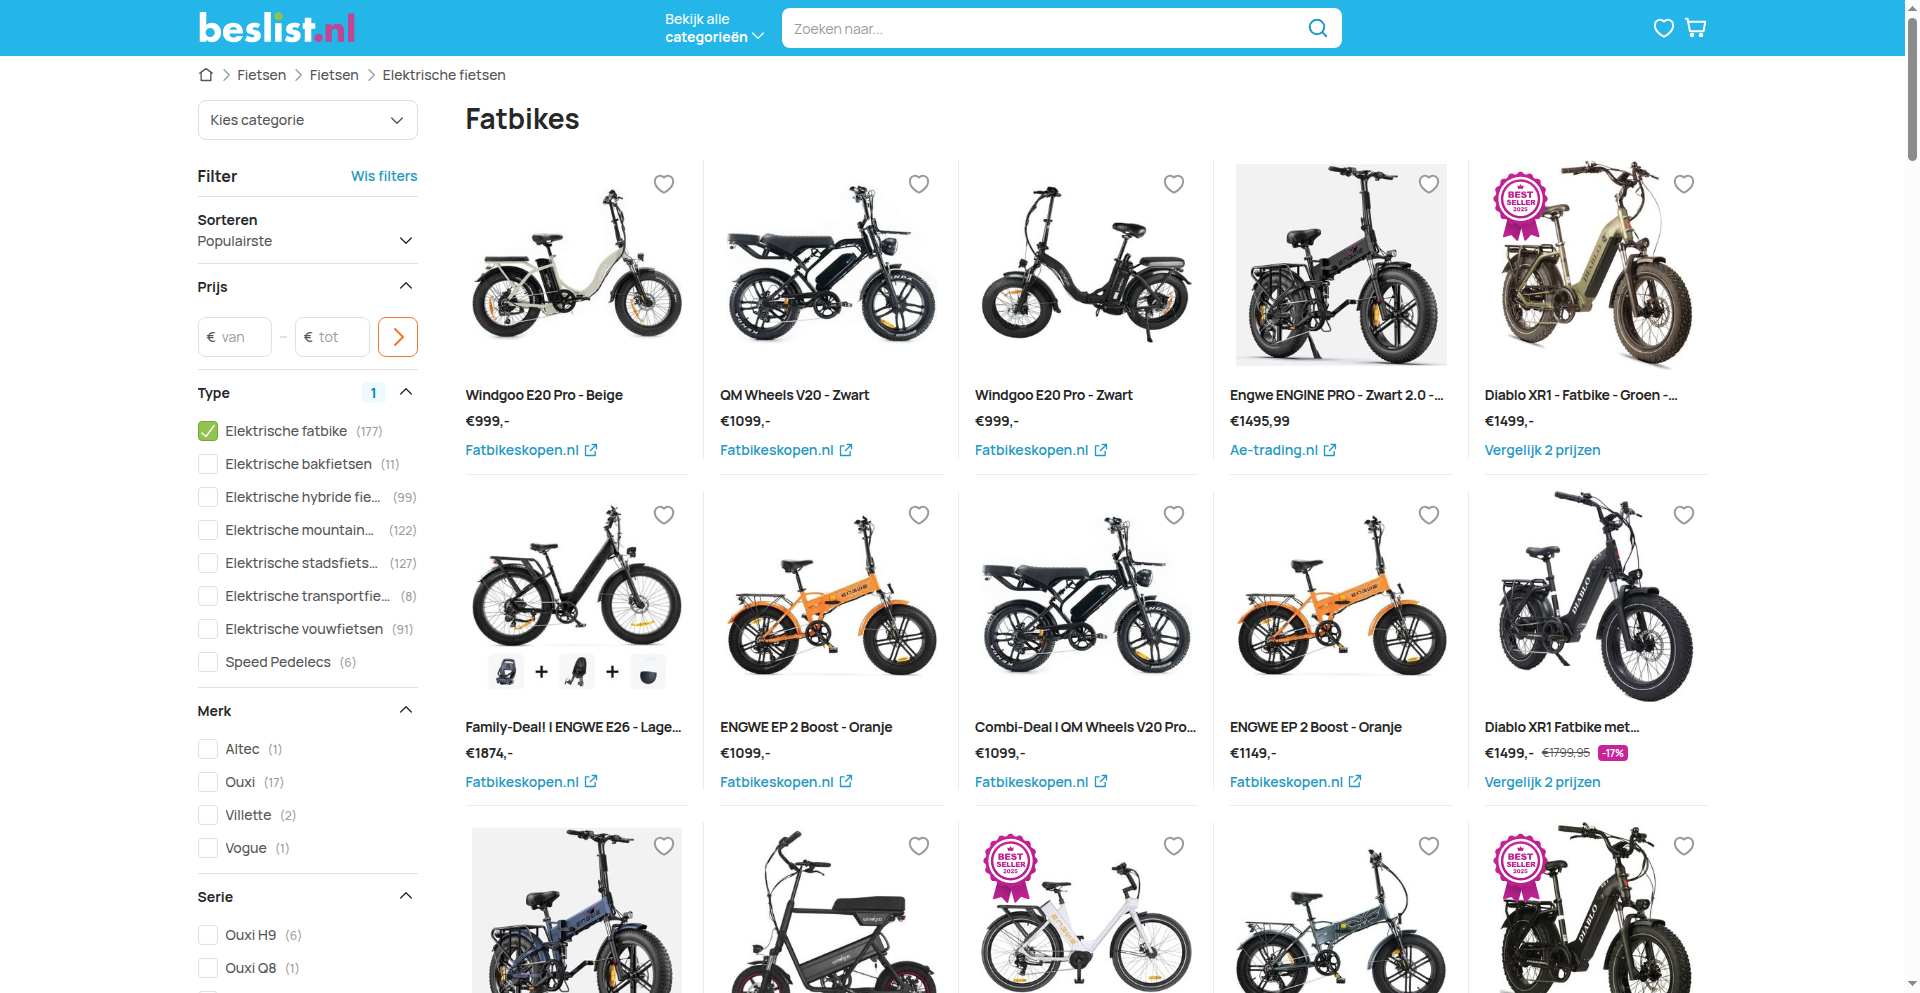 beslist.nl
Bekijk alle
categorieën
Zoeken naar...
Fietsen
Fietsen
Elektrische fietsen
Kies categorie
Fatbikes
Filter
Wis filters
Sorteren
Populairste
Prijs
€ van
–
€ tot
Type
1
Elektrische fatbike (177)
Elektrische bakfietsen (11)
Elektrische hybride fie... (99)
Elektrische mountain... (122)
Elektrische stadsfiets... (127)
Elektrische transportfie... (8)
Elektrische vouwfietsen (91)
Speed Pedelecs (6)
Merk
Altec (1)
Ouxi (17)
Villette (2)
Vogue (1)
Serie
Ouxi H9 (6)
Ouxi Q8 (1)
Windgoo E20 Pro - Beige
€999,-
Fatbikeskopen.nl
QM Wheels V20 - Zwart
€1099,-
Fatbikeskopen.nl
Windgoo E20 Pro - Zwart
€999,-
Fatbikeskopen.nl
Engwe ENGINE PRO - Zwart 2.0 -...
€1495,99
Ae-trading.nl
BEST
SELLER
2025
DIABLO
Diablo XR1 - Fatbike - Groen -...
€1499,-
Vergelijk 2 prijzen
Family-Deal! | ENGWE E26 - Lage...
€1874,-
Fatbikeskopen.nl
ENGWE EP 2 Boost - Oranje
€1099,-
Fatbikeskopen.nl
Combi-Deal | QM Wheels V20 Pro...
€1099,-
Fatbikeskopen.nl
ENGWE EP 2 Boost - Oranje
€1149,-
Fatbikeskopen.nl
DIABLO
Diablo XR1 Fatbike met...
€1499,- €1799,95 -17%
Vergelijk 2 prijzen
BEST
SELLER
2025
BEST
SELLER
2025
DIABLO